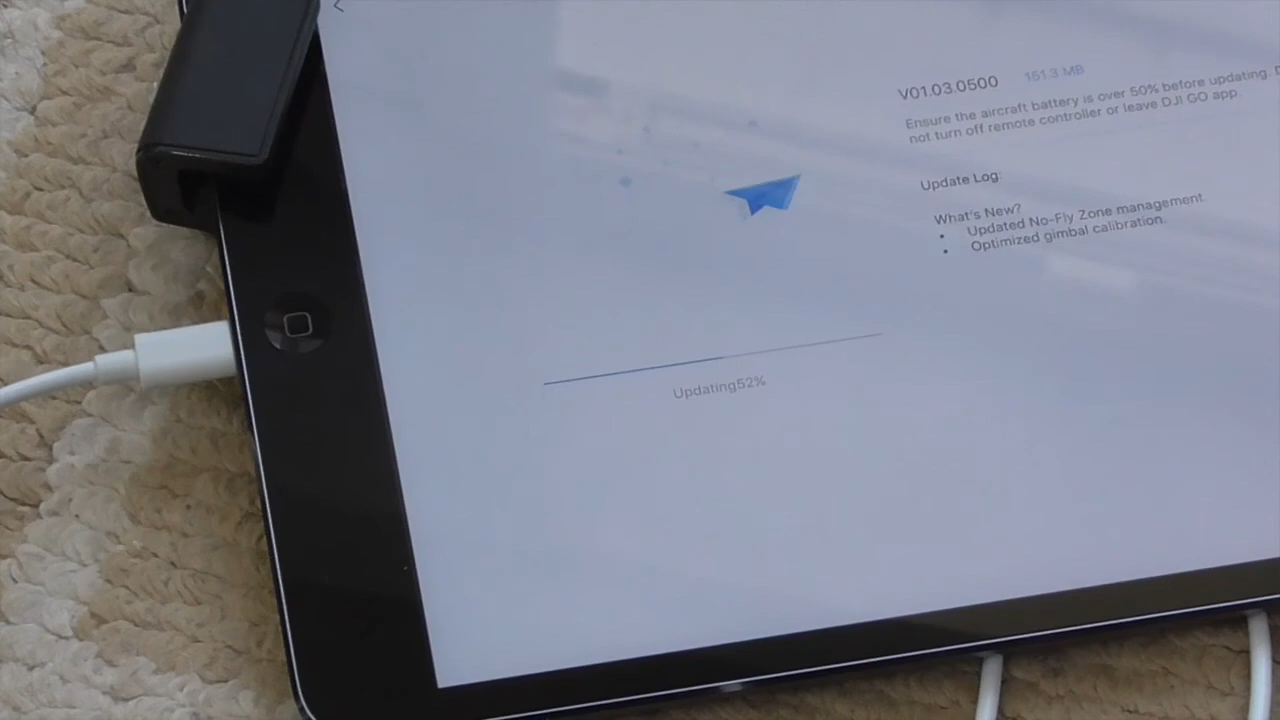 V01.03.0500 151.3 MB
Ensure the aircraft battery is over 50% before updating.
not turn off remote controller or leave DJI GO app.
Update Log:
What's New?
• Updated No-Fly Zone management.
• Optimized gimbal calibration.
Updating52%